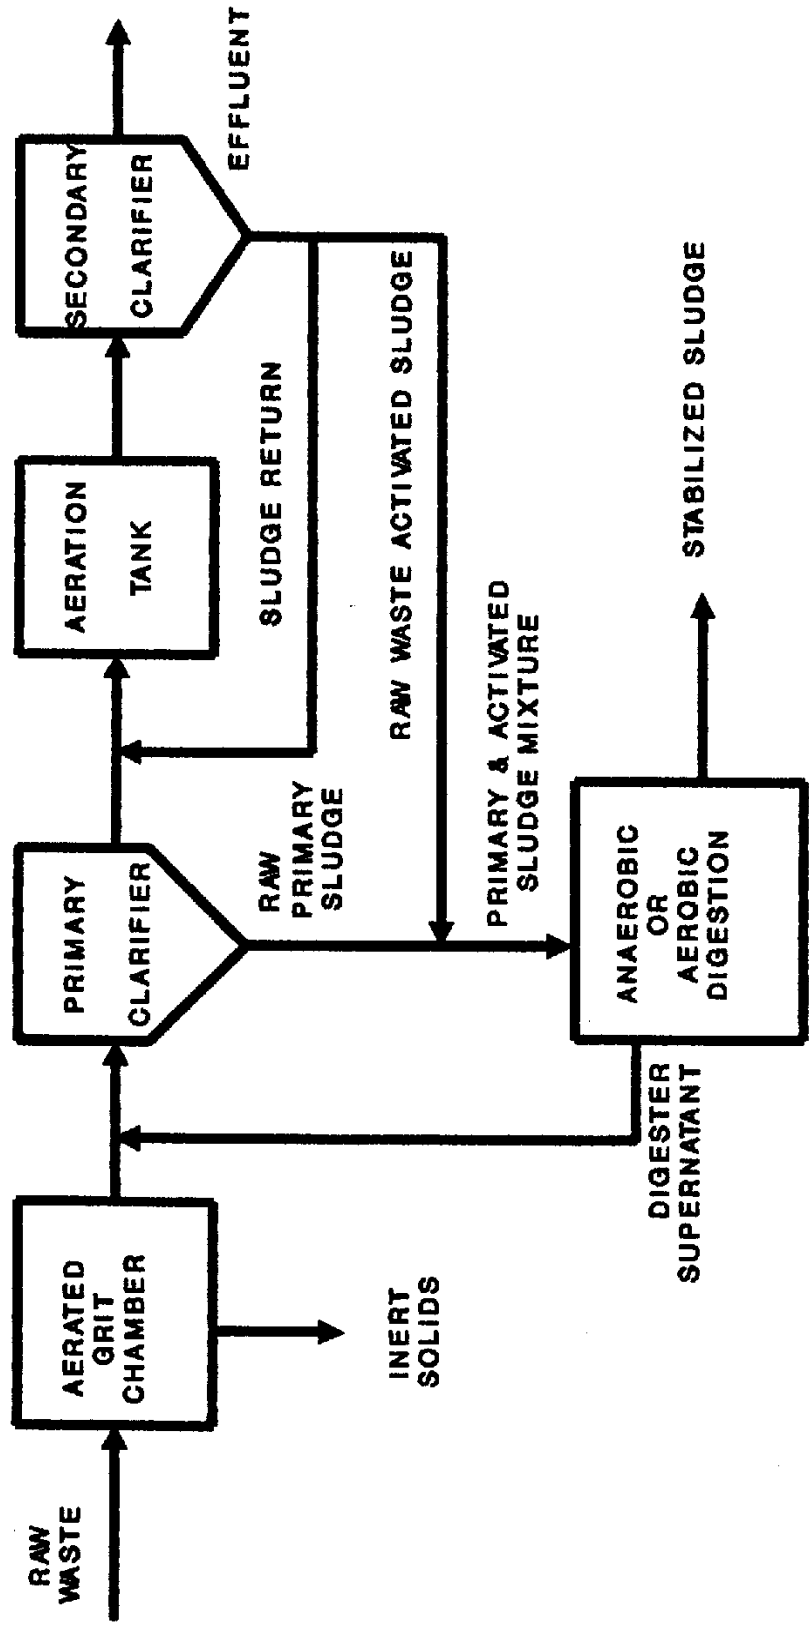 RAW
WASTE
AERATED
GRIT
CHAMBER
INERT
SOLIDS
PRIMARY
CLARIFIER
RAW
PRIMARY
SLUDGE
AERATION
TANK
SLUDGE RETURN
SECONDARY
CLARIFIER
EFFLUENT
RAW WASTE ACTIVATED SLUDGE
PRIMARY & ACTIVATED
SLUDGE MIXTURE
DIGESTER
SUPERNATANT
ANAEROBIC
OR
AEROBIC
DIGESTION
STABILIZED SLUDGE